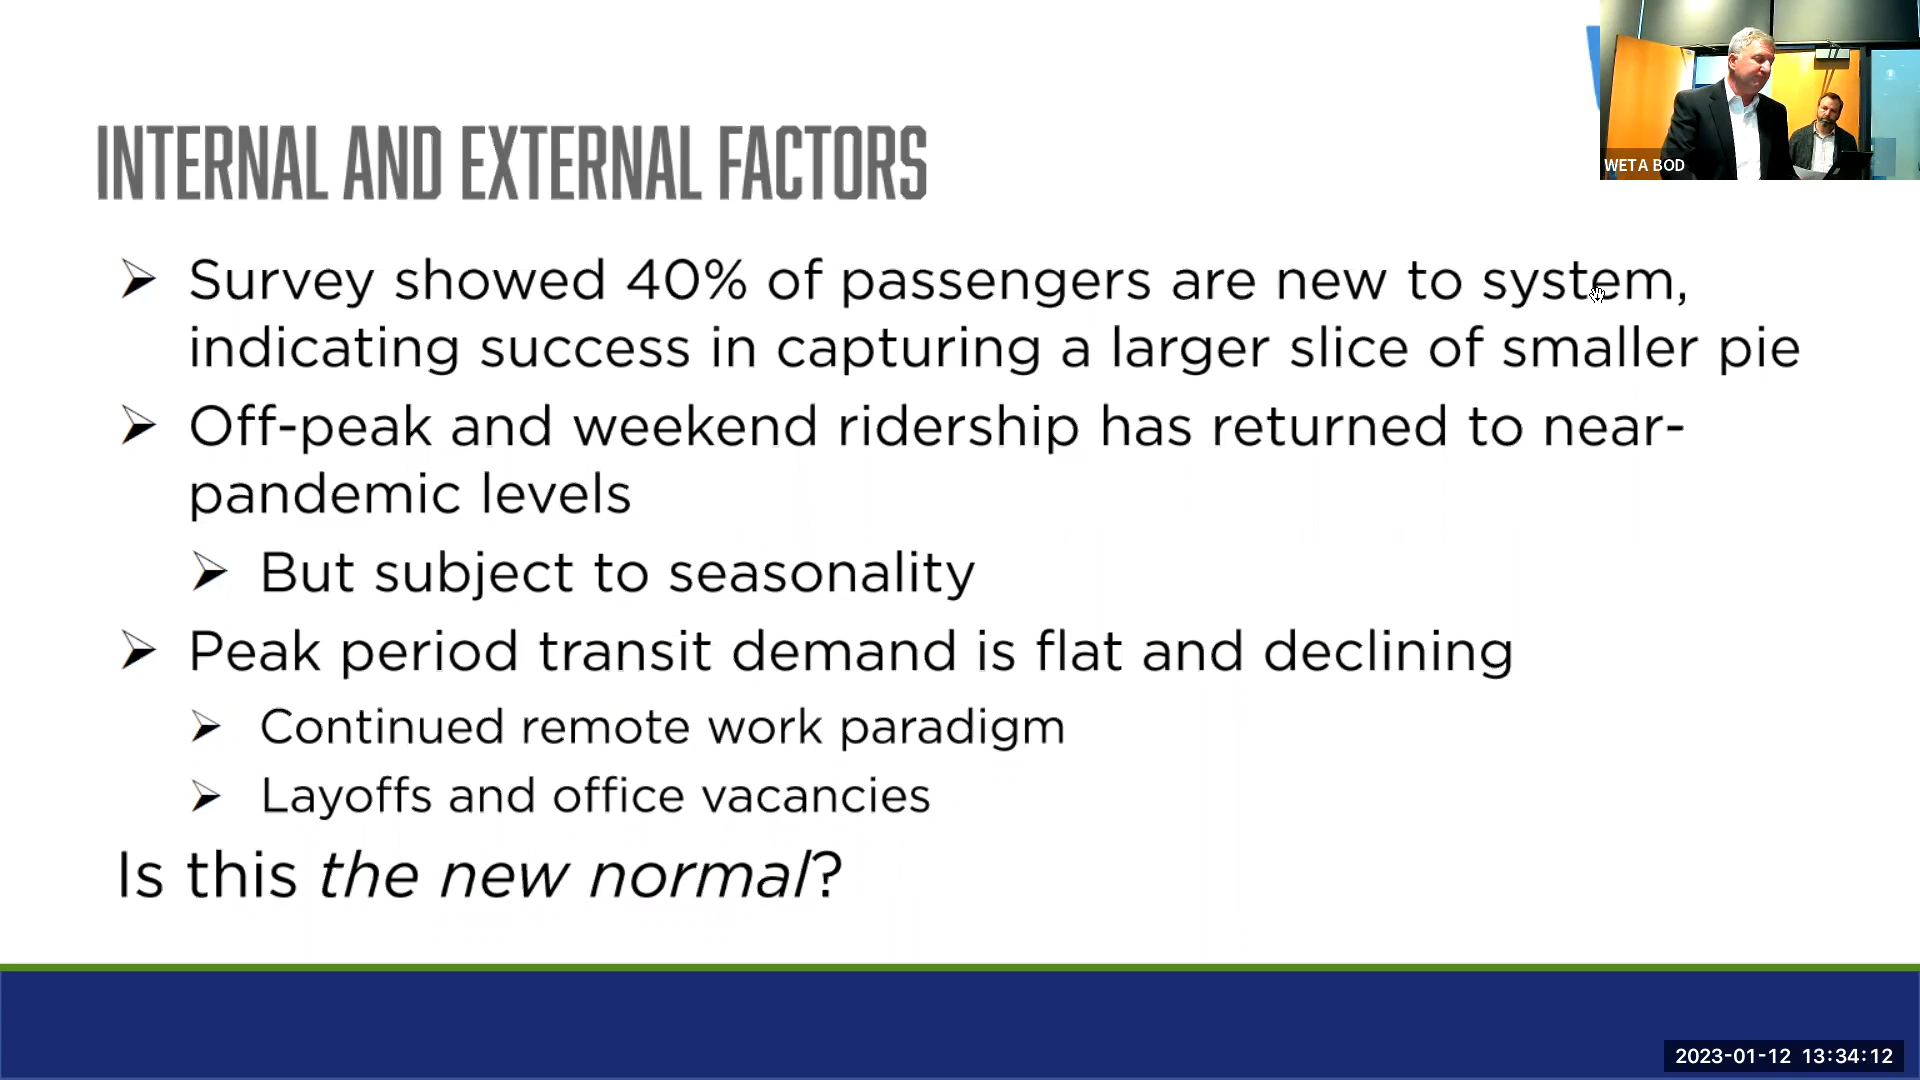 WETA BOD
INTERNAL AND EXTERNAL FACTORS
Survey showed 40% of passengers are new to system,
indicating success in capturing a larger slice of smaller pie
Off-peak and weekend ridership has returned to near-
pandemic levels
But subject to seasonality
Peak period transit demand is flat and declining
Continued remote work paradigm
Layoffs and office vacancies
Is this the new normal?
2023-01-12 13:34:12